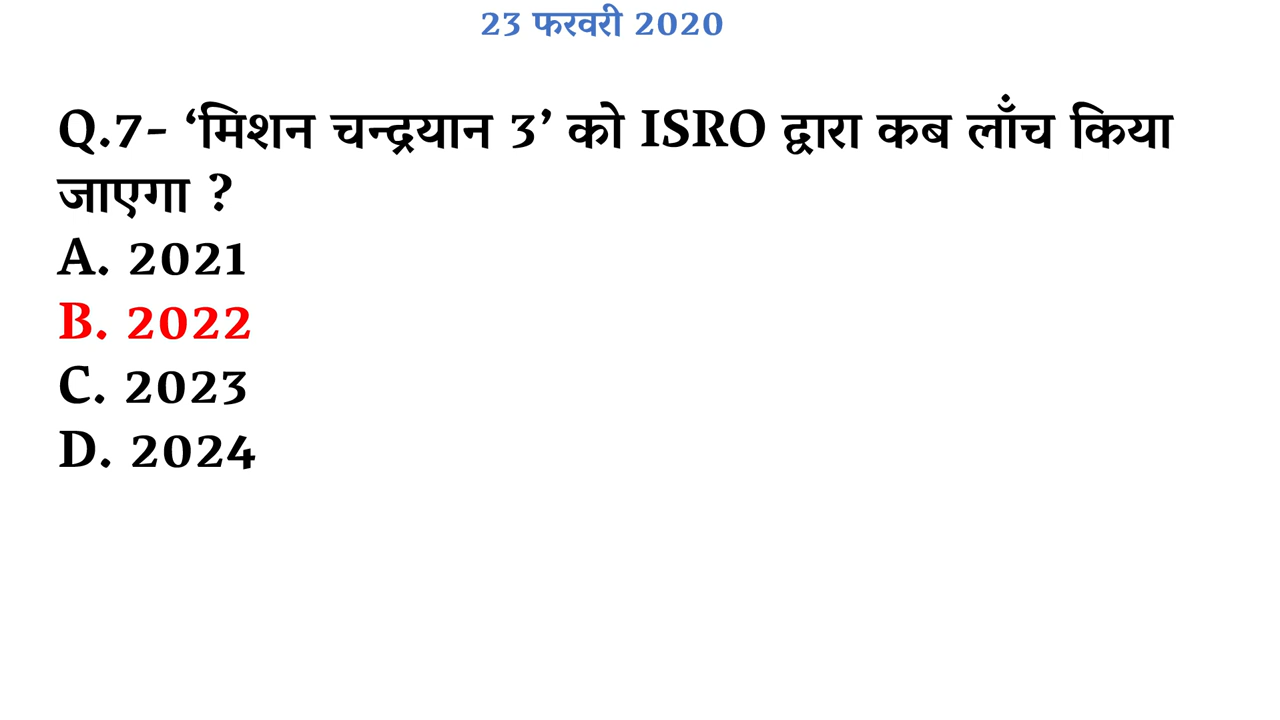 23 फरवरी 2020
Q.7- ‘मिशन चन्द्रयान 3’ को ISRO द्वारा कब लॉंच किया
जाएगा ?
A. 2021
B. 2022
C. 2023
D. 2024